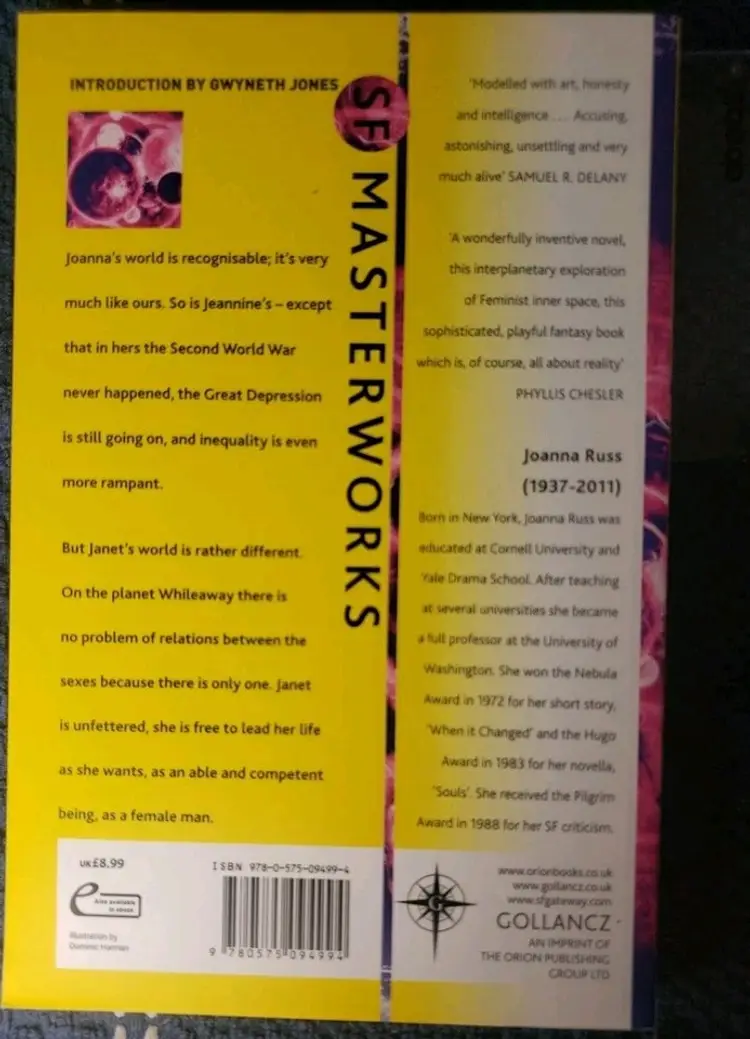 INTRODUCTION BY GWYNETH JONES
Joanna's world is recognisable; it's very
much like ours. So is Jeannine's – except
that in hers the Second World War
never happened, the Great Depression
is still going on, and inequality is even
more rampant.
But Janet's world is rather different.
On the planet Whileaway there is
no problem of relations between the
sexes because there is only one. Janet
is unfettered, she is free to lead her life
as she wants, as an able and competent
being, as a female man.
UK£8.99
e
Also available
in ebook
Illustration by
Dominic Harman
ISBN 978-0-575-09499-4
9 780575 094994
SF MASTERWORKS
'Modelled with art, honesty
and intelligence ... Accusing,
astonishing, unsettling and very
much alive' SAMUEL R. DELANY
'A wonderfully inventive novel,
this interplanetary exploration
of Feminist inner space, this
sophisticated, playful fantasy book
which is, of course, all about reality'
PHYLLIS CHESLER
Joanna Russ
(1937-2011)
Born in New York, Joanna Russ was
educated at Cornell University and
Yale Drama School. After teaching
at several universities she became
a full professor at the University of
Washington. She won the Nebula
Award in 1972 for her short story,
'When it Changed' and the Hugo
Award in 1983 for her novella,
'Souls'. She received the Pilgrim
Award in 1988 for her SF criticism.
G
www.orionbooks.co.uk
www.gollancz.co.uk
www.sfgateway.com
GOLLANCZ
AN IMPRINT OF
THE ORION PUBLISHING
GROUP LTD